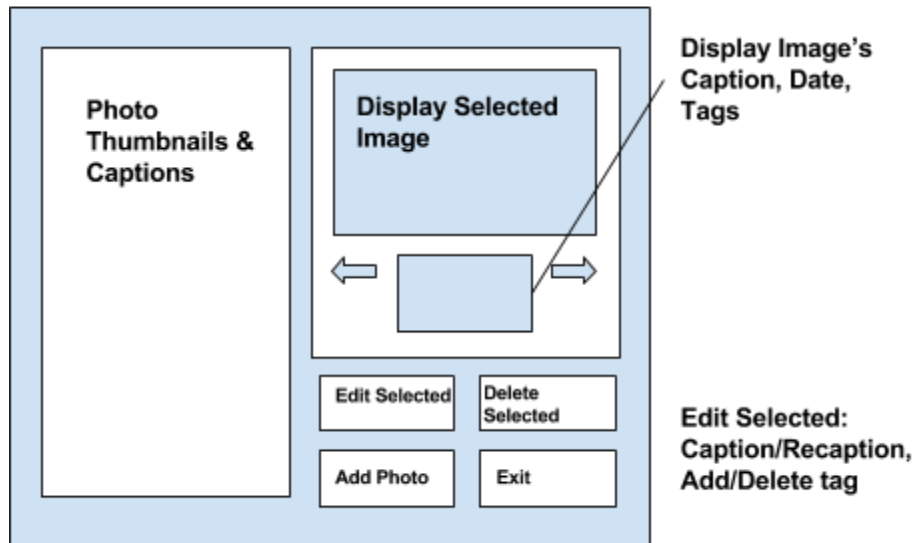 Photo
Thumbnails &
Captions
Display Selected
Image
Display Image's
Caption, Date,
Tags
Edit Selected
Delete
Selected
Add Photo
Exit
Edit Selected:
Caption/Recaption,
Add/Delete tag